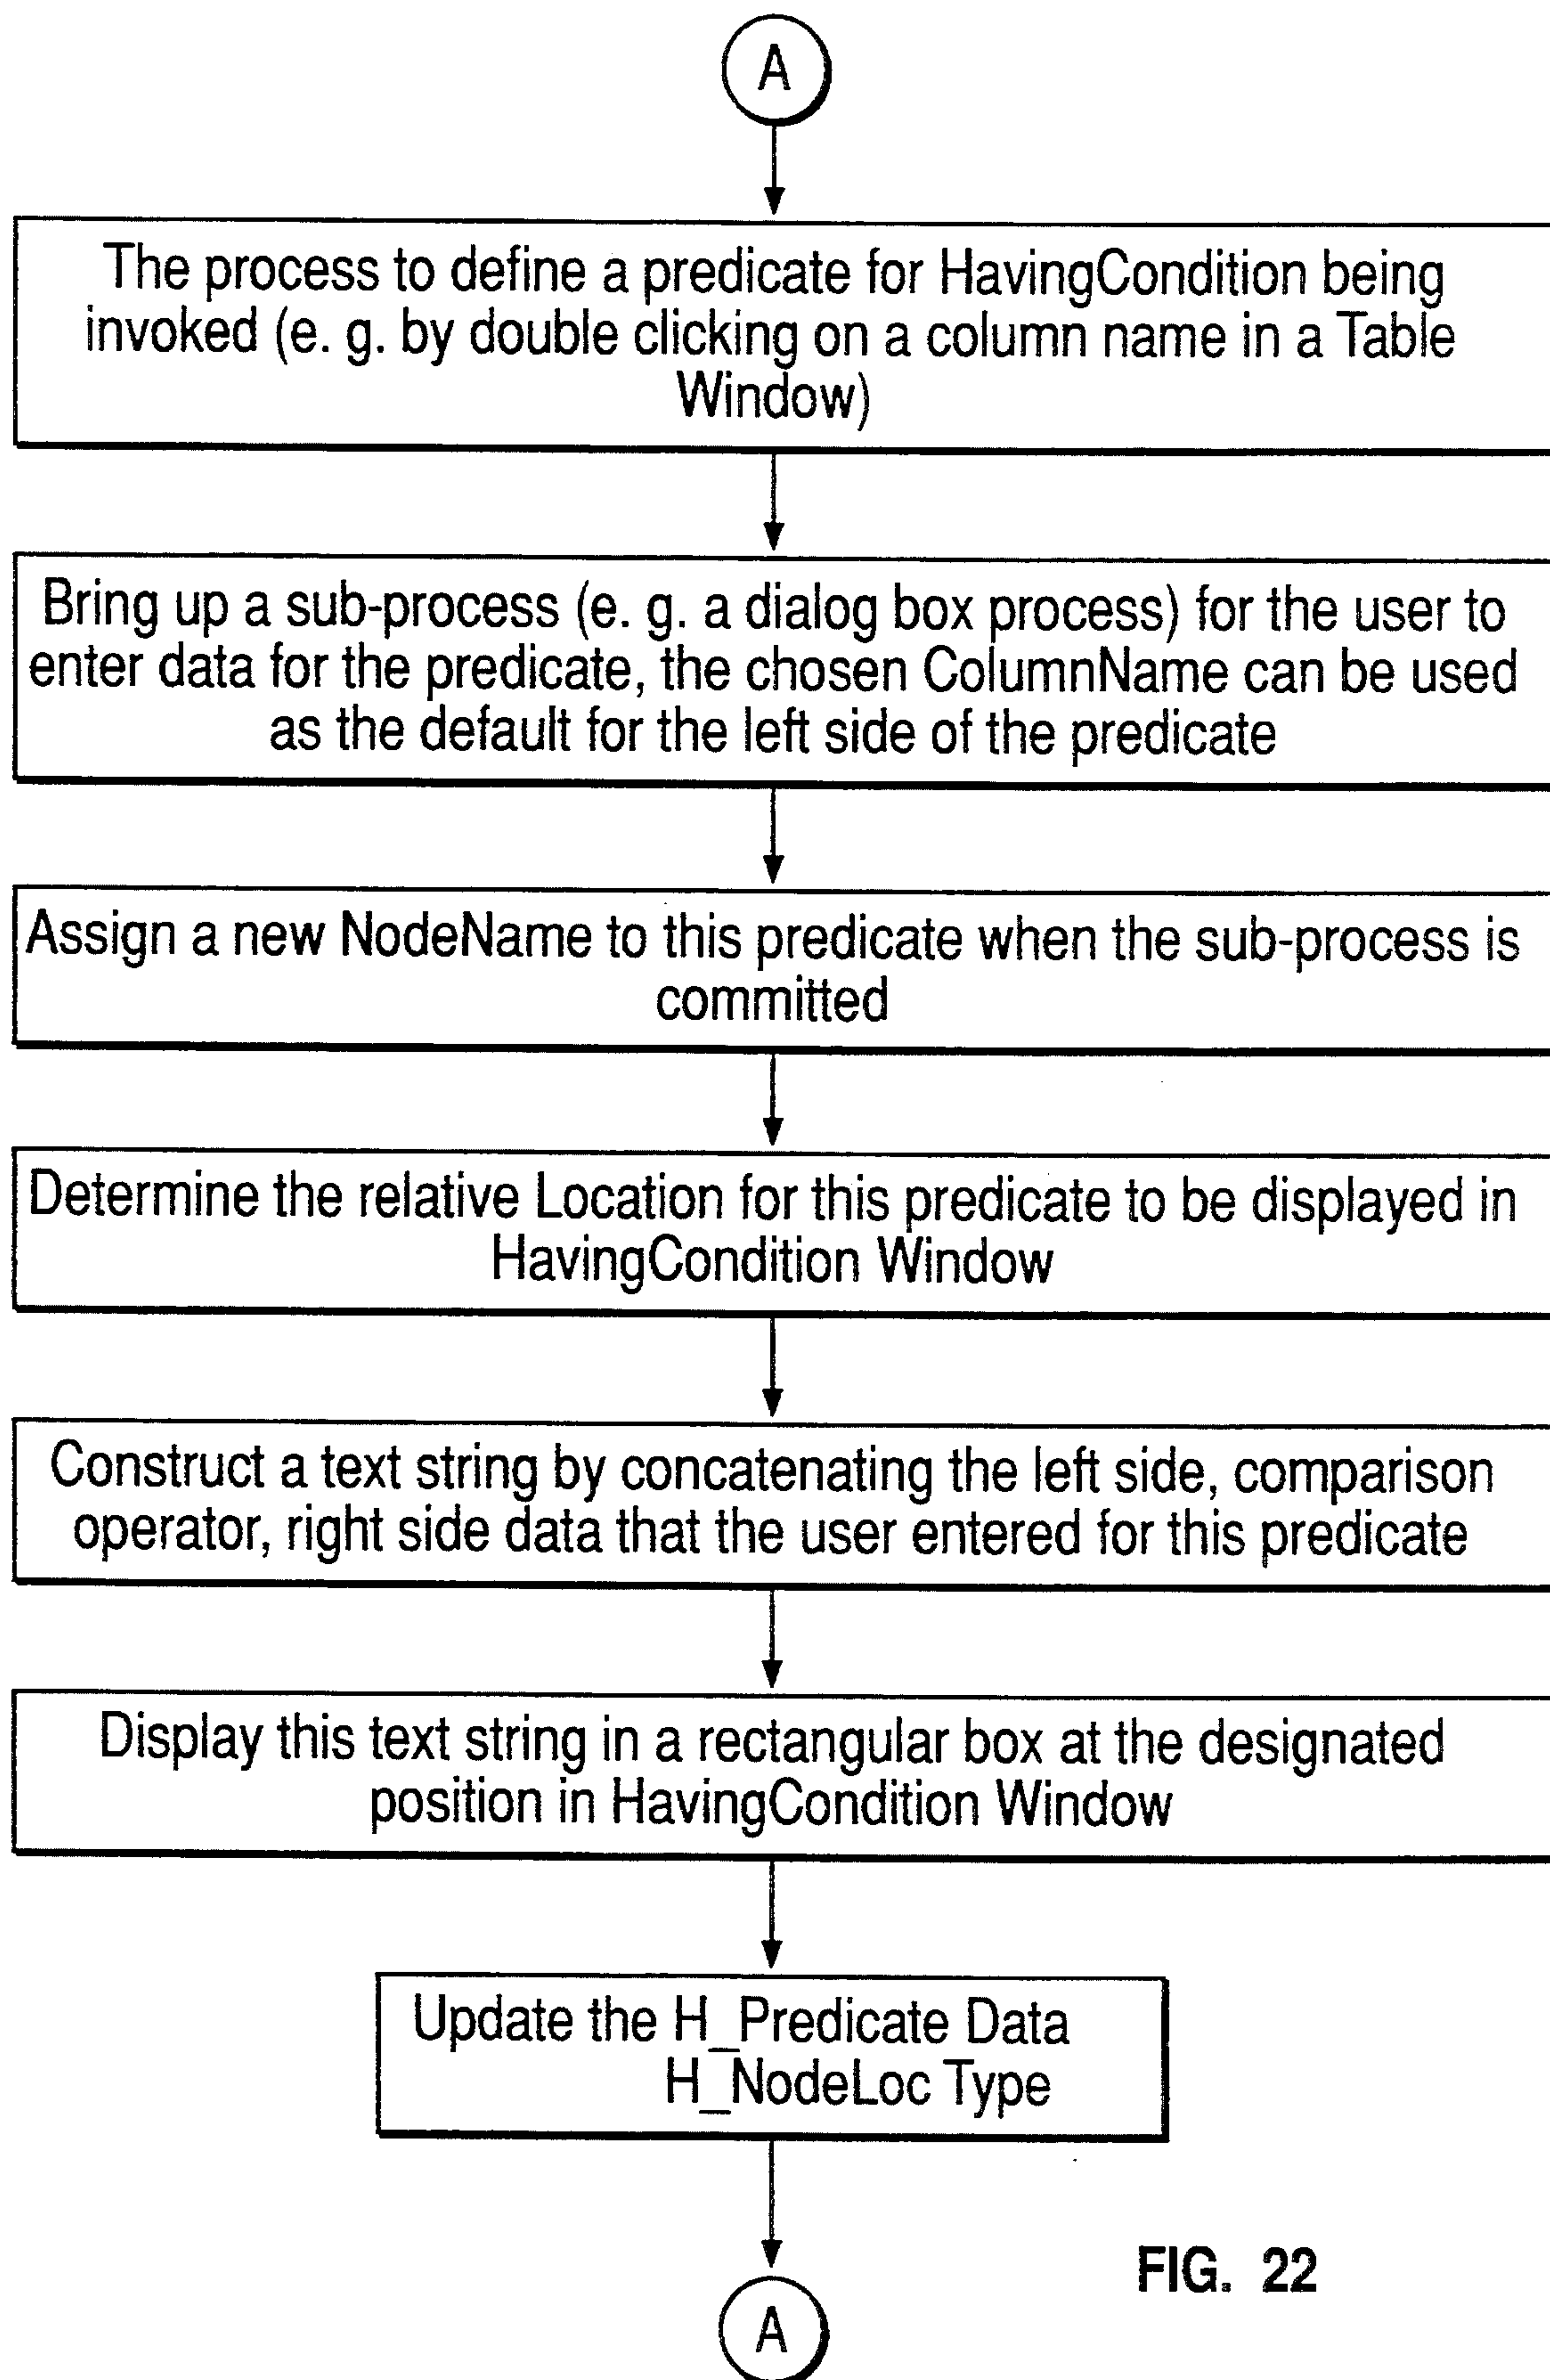 A
The process to define a predicate for HavingCondition being
invoked (e. g. by double clicking on a column name in a Table
Window)
Bring up a sub-process (e. g. a dialog box process) for the user to
enter data for the predicate, the chosen ColumnName can be used
as the default for the left side of the predicate
Assign a new NodeName to this predicate when the sub-process is
committed
Determine the relative Location for this predicate to be displayed in
HavingCondition Window
Construct a text string by concatenating the left side, comparison
operator, right side data that the user entered for this predicate
Display this text string in a rectangular box at the designated
position in HavingCondition Window
Update the H_Predicate Data
H_NodeLoc Type
FIG. 22
A